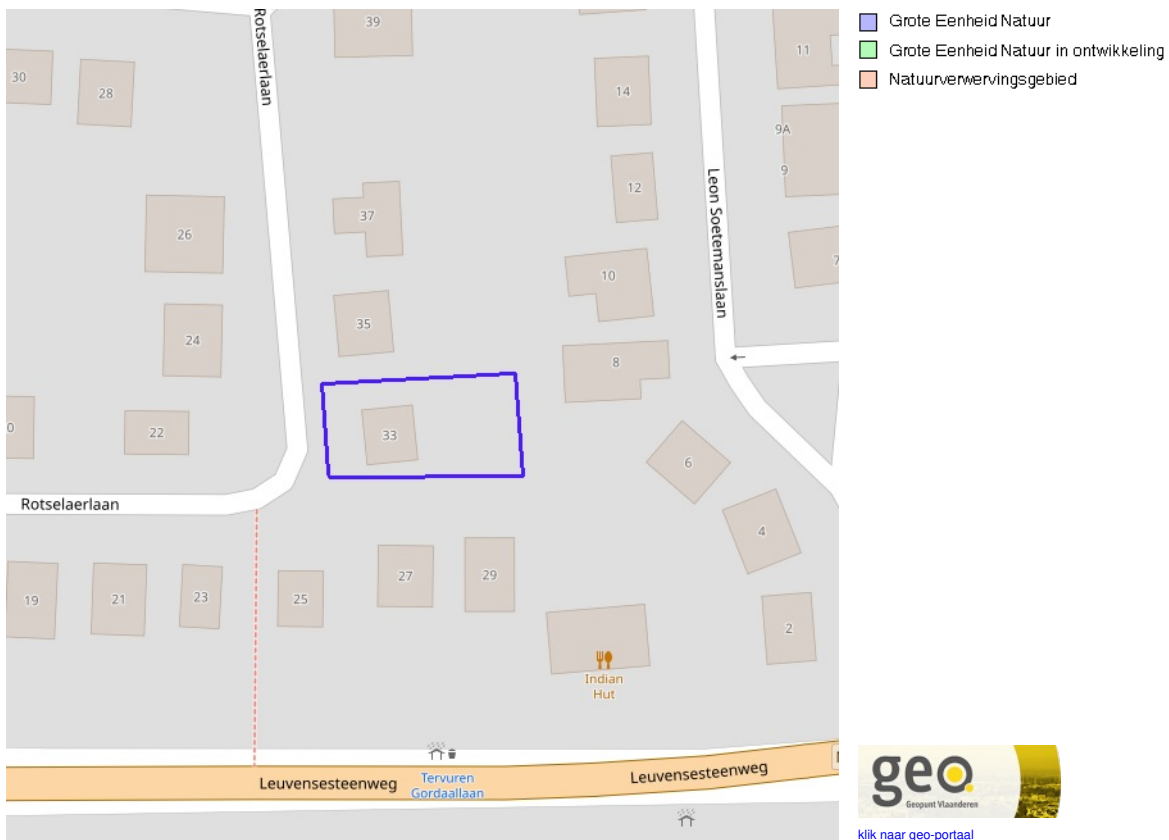 Rotselaerlaan
39
30
28
14
11
9A
9
12
Leon Soetemanslaan
37
26
10
7
35
24
8
33
22
0
6
Rotselaerlaan
4
27
29
19
21
23
25
2
Indian
Hut
Leuvensesteenweg
Tervuren
Gordaallaan
Leuvensesteenweg
Grote Eenheid Natuur
Grote Eenheid Natuur in ontwikkeling
Natuurverwervingsgebied
geo
Geopunt Vlaanderen
klik naar geo-portaal